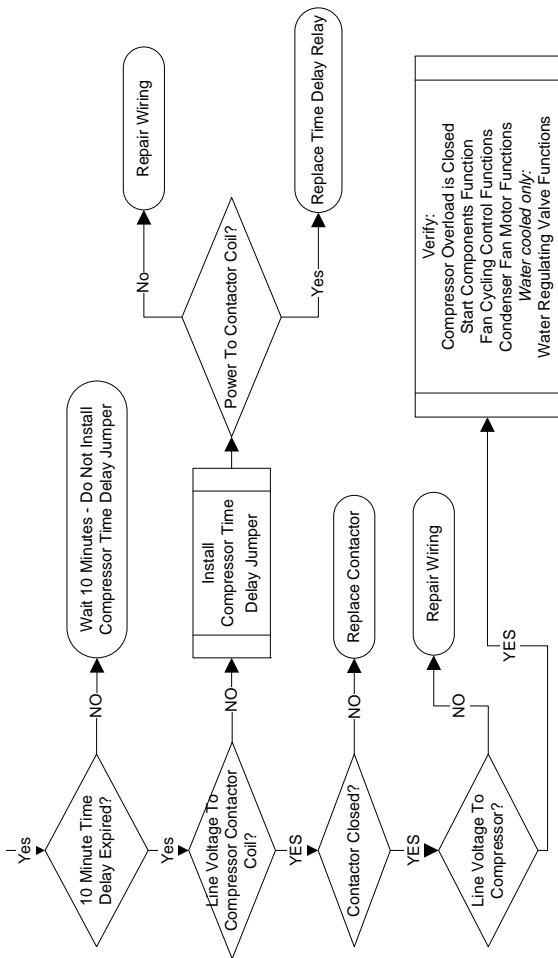 Yes
10 Minute Time
Delay Expired?
NO
Wait 10 Minutes - Do Not Install
Compressor Time Delay Jumper
Yes
Line Voltage To
Compressor Contactor
Coil?
NO
Install
Compressor Time
Delay Jumper
Power To Contactor Coil?
No
Repair Wiring
Yes
Replace Time Delay Relay
YES
Contactor Closed?
NO
Replace Contactor
YES
Line Voltage To
Compressor?
NO
Repair Wiring
YES
Verify:
Compressor Overload is Closed
Start Components Function
Fan Cycling Control Functions
Condenser Fan Motor Functions
Water cooled only:
Water Regulating Valve Functions